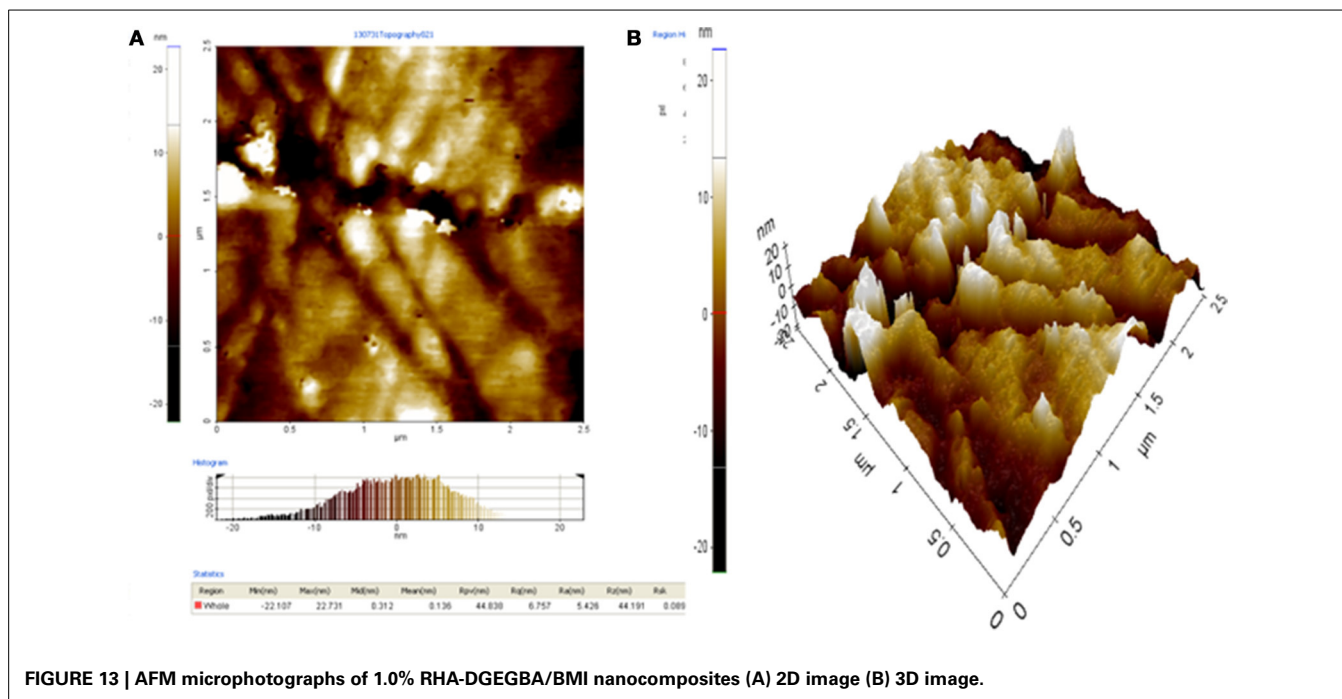 A
nm
20
10
0
-10
-20
130731Topography021
2.5
2
1.5
1
0.5
0
µm
0 0.5 1 1.5 2 2.5
µm
Histogram
200 pxl/div
-20 -10 0 10 20
nm
Statistics
Region Min(nm) Max(nm) Mid(nm) Mean(nm) Rpv(nm) Rq(nm) Ra(nm) Rz(nm) Rsk
Whole -22.107 22.731 0.312 0.136 44.838 6.757 5.426 44.191 0.089
B
Region Hi
nm
20
10
0
-10
-20
nm
20
10
0
-10
-20
2
1.5
µm
1
0.5
0
0
0.5
1
µm
1.5
2
2.5
FIGURE 13 | AFM microphotographs of 1.0% RHA-DGEGBA/BMI nanocomposites (A) 2D image (B) 3D image.